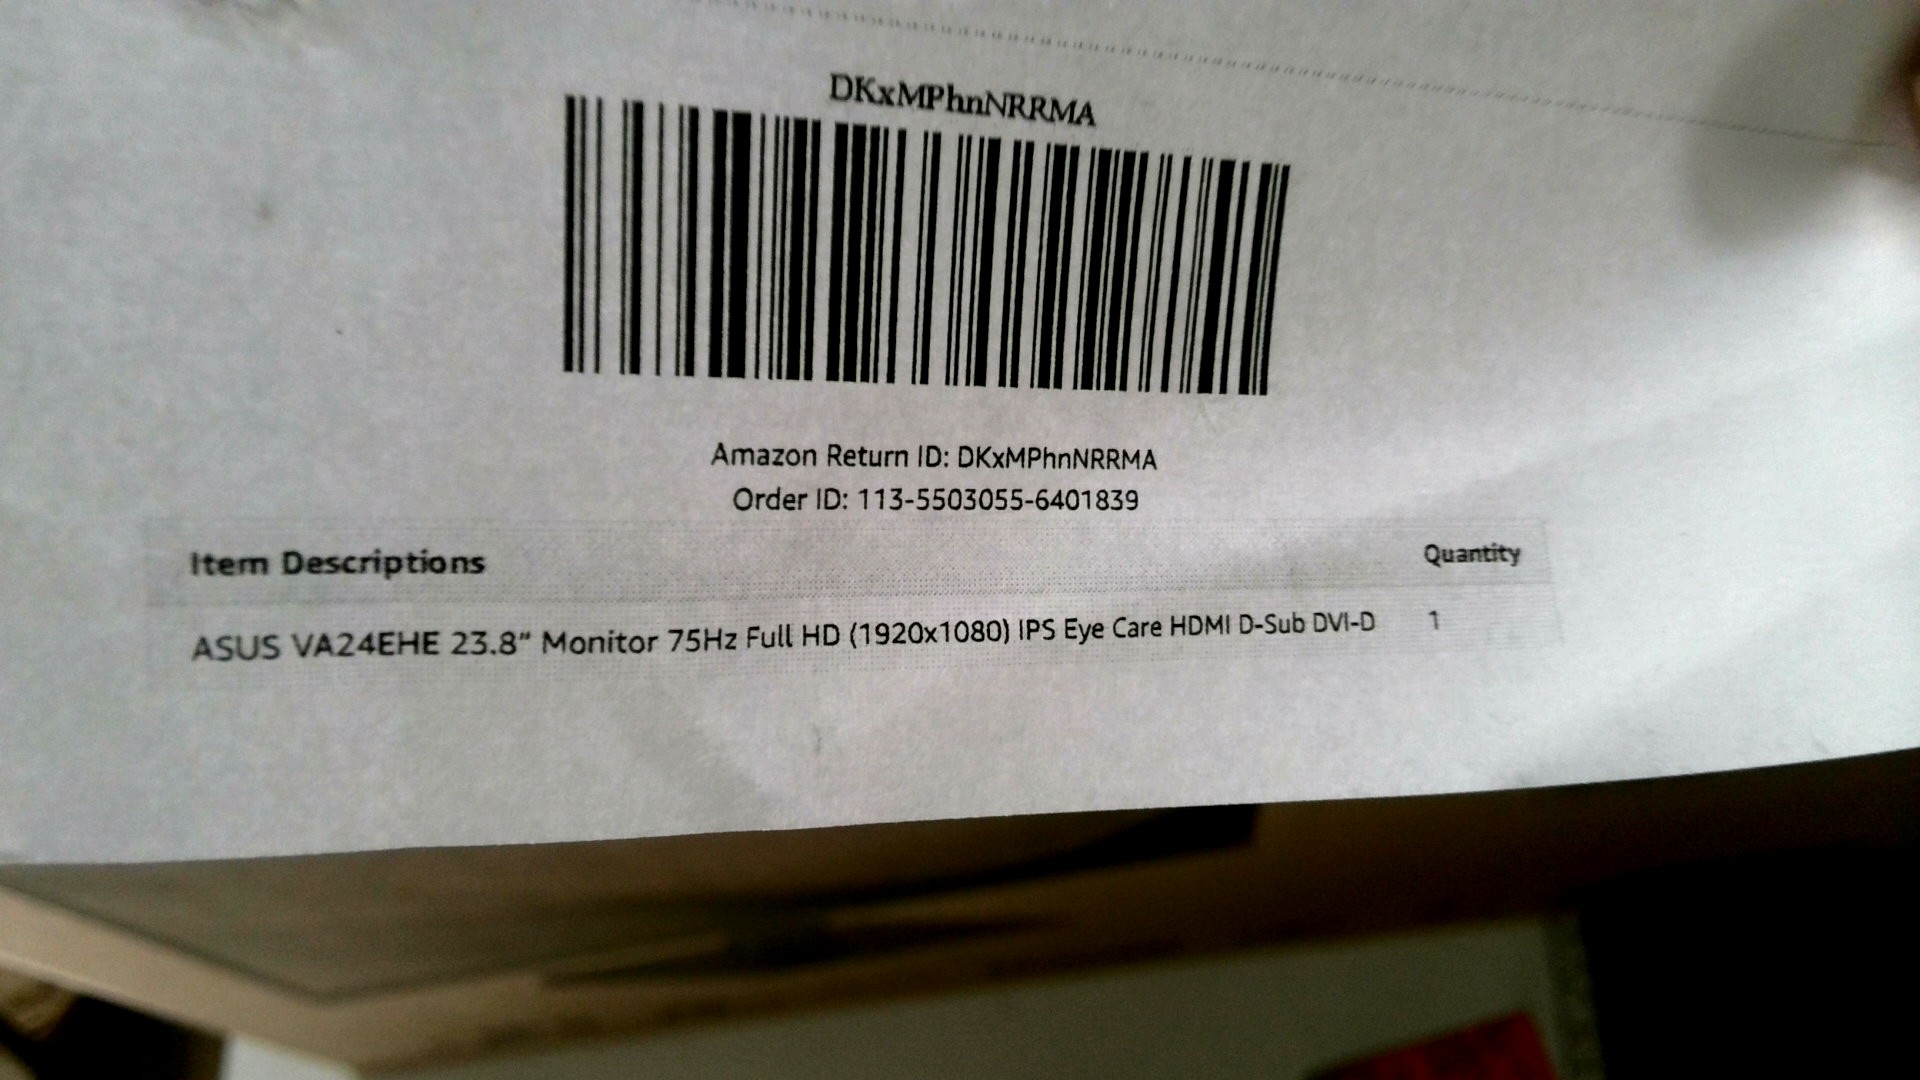 DKxMPhnNRRMA
Amazon Return ID: DKxMPhnNRRMA
Order ID: 113-5503055-6401839
Item Descriptions Quantity
ASUS VA24EHE 23.8” Monitor 75Hz Full HD (1920x1080) IPS Eye Care HDMI D-Sub DVI-D 1